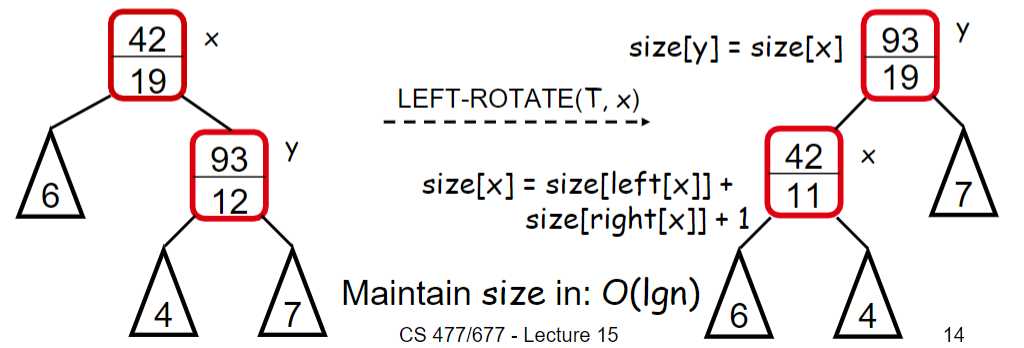 42
19
x
6
93
12
y
4
7
LEFT-ROTATE(T, x)
size[y] = size[x]
93
19
y
size[x] = size[left[x]] +
size[right[x]] + 1
42
11
x
7
6
4
Maintain size in: O(lgn)
CS 477/677 - Lecture 15
14